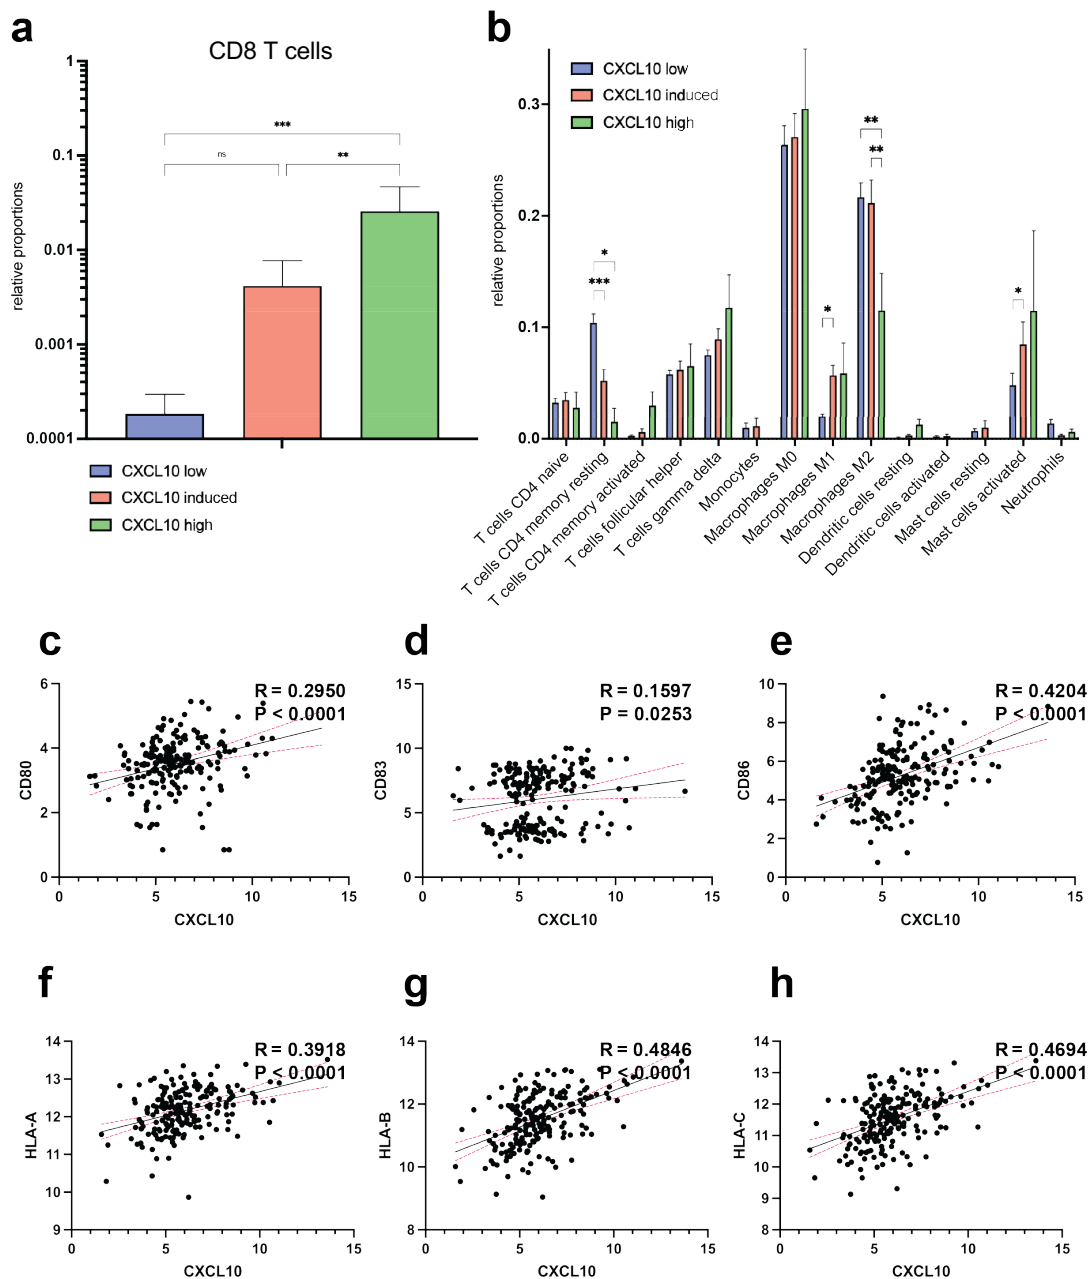 a
CD8 T cells
relative proportions
1
0.1
0.01
0.001
0.0001
***
ns
**
CXCL10 low
CXCL10 induced
CXCL10 high
b
relative proportions
0.3
0.2
0.1
0.0
CXCL10 low
CXCL10 induced
CXCL10 high
*
***
*
**
**
*
T cells CD4 naive
T cells CD4 memory resting
T cells CD4 memory activated
T cells follicular helper
T cells gamma delta
Monocytes
Macrophages M0
Macrophages M1
Macrophages M2
Dendritic cells resting
Dendritic cells activated
Mast cells resting
Mast cells activated
Neutrophils
c
R = 0.2950
P < 0.0001
CD80
6
4
2
0
0 5 10 15
CXCL10
d
R = 0.1597
P = 0.0253
CD83
15
10
5
0
0 5 10 15
CXCL10
e
R = 0.4204
P < 0.0001
CD86
10
8
6
4
2
0
0 5 10 15
CXCL10
f
R = 0.3918
P < 0.0001
HLA-A
14
13
12
11
10
9
0 5 10 15
CXCL10
g
R = 0.4846
P < 0.0001
HLA-B
14
12
10
8
0 5 10 15
CXCL10
h
R = 0.4694
P < 0.0001
HLA-C
14
13
12
11
10
9
8
0 5 10 15
CXCL10